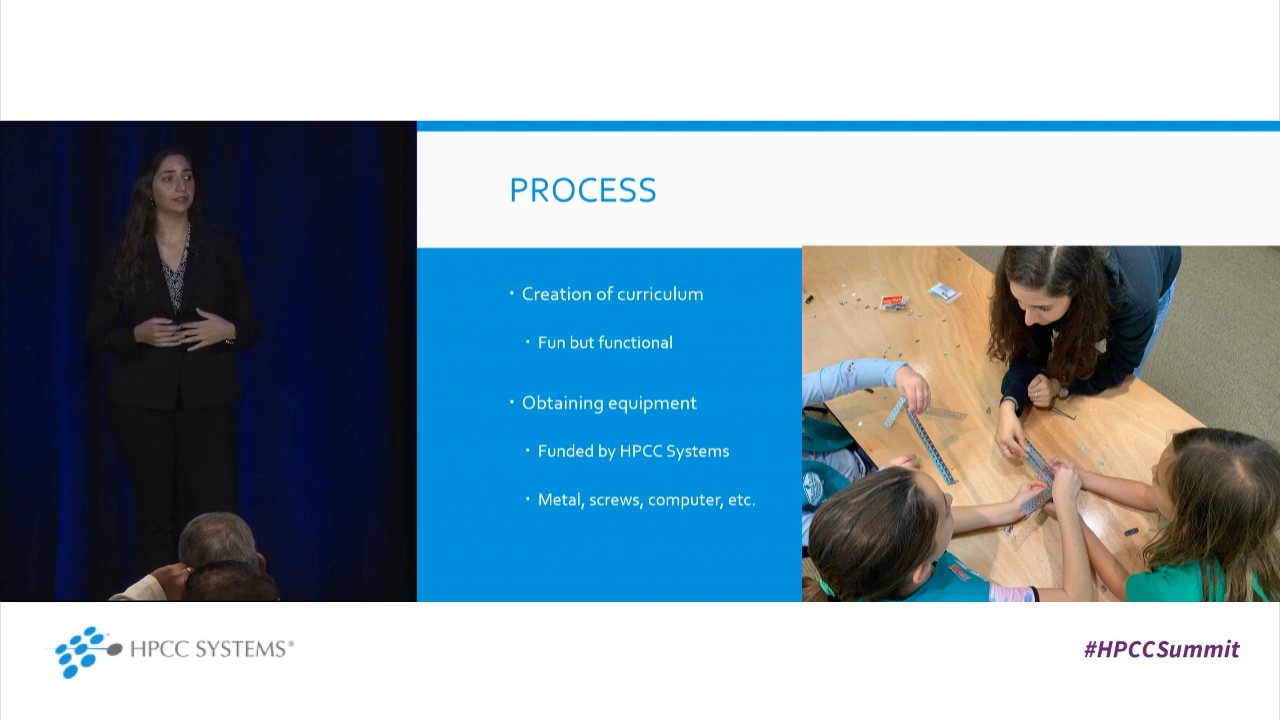 PROCESS
• Creation of curriculum
• Fun but functional
• Obtaining equipment
• Funded by HPCC Systems
• Metal, screws, computer, etc.
HPCC SYSTEMS®
#HPCCSummit